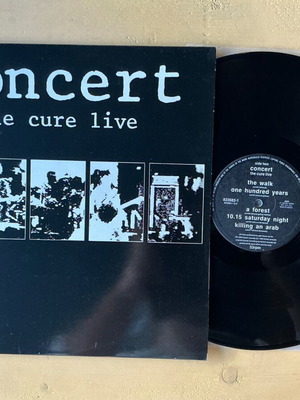 oncert
e cure live
side two
concert
the cure live
the walk
one hundred years
a forest
10.15 saturday night
killing an arab